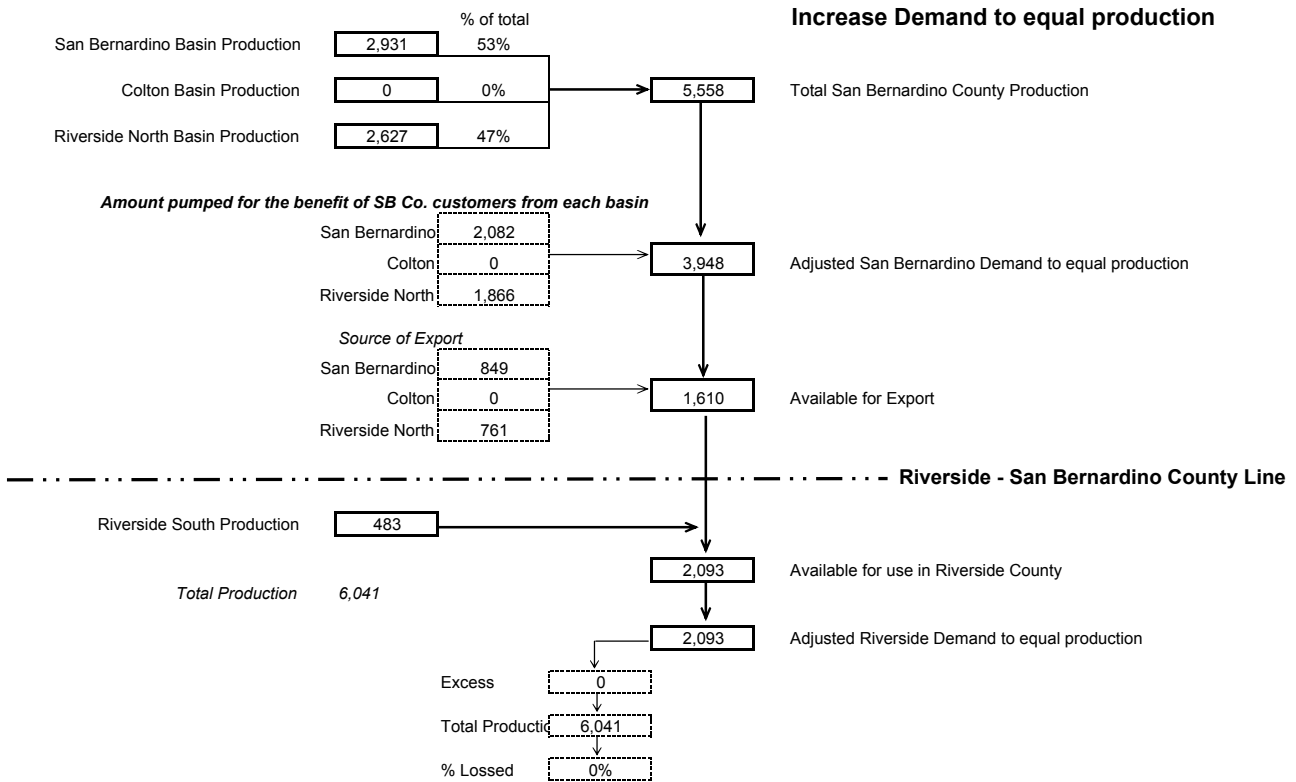 Increase Demand to equal production
% of total
San Bernardino Basin Production 2,931 53%
Colton Basin Production 0 0% 5,558 Total San Bernardino County Production
Riverside North Basin Production 2,627 47%
Amount pumped for the benefit of SB Co. customers from each basin
San Bernardino 2,082
Colton 0 3,948 Adjusted San Bernardino Demand to equal production
Riverside North 1,866
Source of Export
San Bernardino 849
Colton 0 1,610 Available for Export
Riverside North 761
Riverside - San Bernardino County Line
Riverside South Production 483
2,093 Available for use in Riverside County
Total Production 6,041
2,093 Adjusted Riverside Demand to equal production
Excess 0
Total Productic 6,041
% Lossed 0%